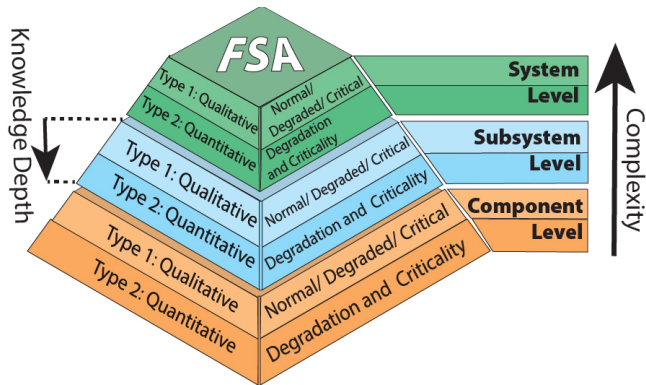 FSA
Type 1: Qualitative
Normal/
Degraded/ Critical
Type 2: Quantitative
Degradation
and Criticality
System
Level
Type 1: Qualitative
Normal/ Degraded/ Critical
Type 2: Quantitative
Degradation and Criticality
Subsystem
Level
Type 1: Qualitative
Normal/ Degraded/ Critical
Type 2: Quantitative
Degradation and Criticality
Component
Level
Knowledge Depth
Complexity